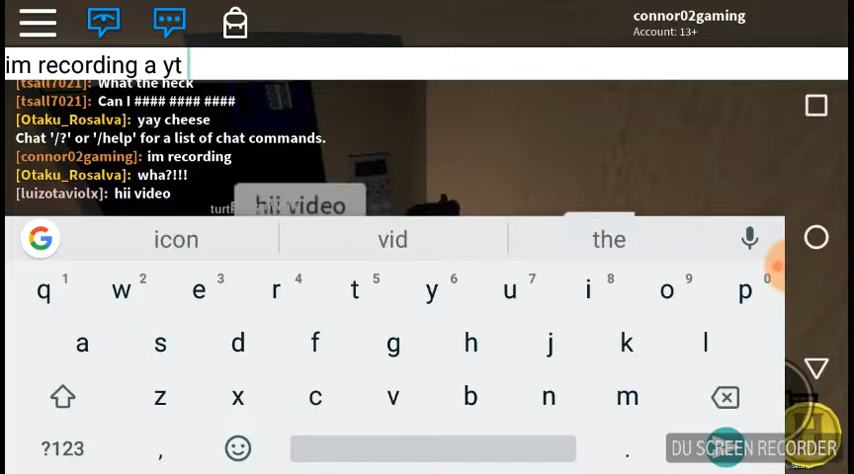 connor02gaming
Account: 13+
im recording a yt
[tsall7021]: What the heck
[tsall7021]: Can I #### #### ####
[Otaku_Rosalva]: yay cheese
Chat '/?' or '/help' for a list of chat commands.
[connor02gaming]: im recording
[Otaku_Rosalva]: wha?!!!
[luizotaviolx]: hii video
hii video
G icon vid the
q 1 w 2 e 3 r 4 t 5 y 6 u 7 i 8 o 9 p 0
a s d f g h j k l
z x c v b n m
?123 , .
DU SCREEN RECORDER